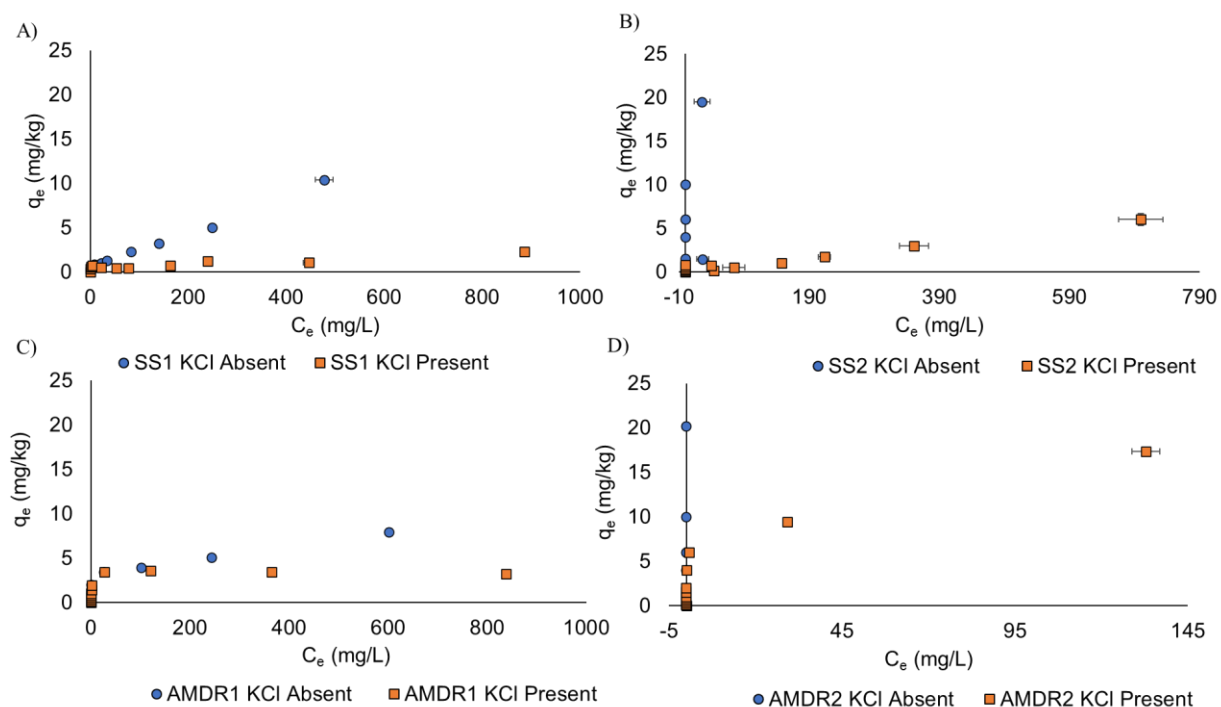 A)
25
20
15
10
5
0
qₑ (mg/kg)
0 200 400 600 800 1000
Cₑ (mg/L)
SS1 KCl Absent SS1 KCl Present
B)
25
20
15
10
5
0
qₑ (mg/kg)
-10 190 390 590 790
Cₑ (mg/L)
SS2 KCl Absent SS2 KCl Present
C)
25
20
15
10
5
0
qₑ (mg/kg)
0 200 400 600 800 1000
Cₑ (mg/L)
AMDR1 KCl Absent AMDR1 KCl Present
D)
25
20
15
10
5
0
qₑ (mg/kg)
-5 45 95 145
Cₑ (mg/L)
AMDR2 KCl Absent AMDR2 KCl Present